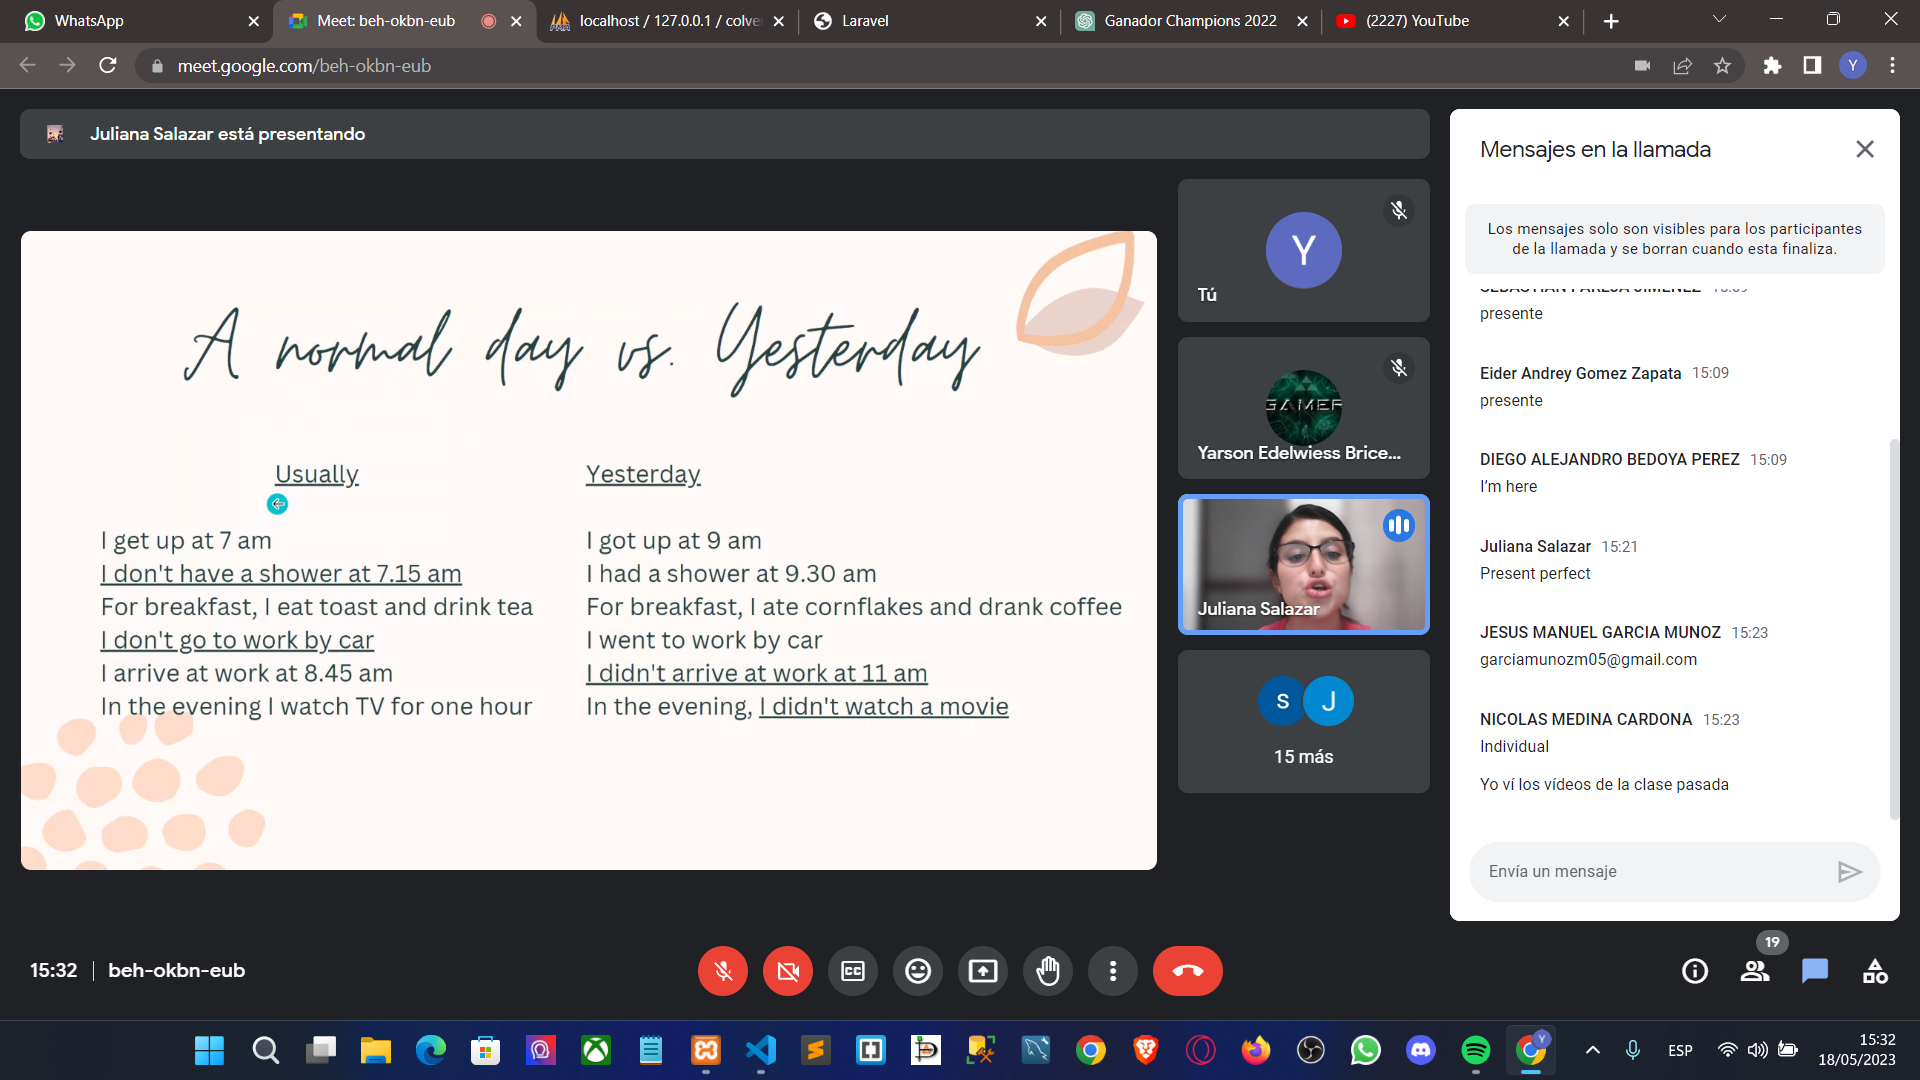 WhatsApp
Meet: beh-okbn-eub
localhost / 127.0.0.1 / colve
Laravel
Ganador Champions 2022
(2227) YouTube
meet.google.com/beh-okbn-eub
Y
Juliana Salazar está presentando
A normal day vs. Yesterday
Usually
I get up at 7 am
I don't have a shower at 7.15 am
For breakfast, I eat toast and drink tea
I don't go to work by car
I arrive at work at 8.45 am
In the evening I watch TV for one hour
Yesterday
I got up at 9 am
I had a shower at 9.30 am
For breakfast, I ate cornflakes and drank coffee
I went to work by car
I didn't arrive at work at 11 am
In the evening, I didn't watch a movie
Y
Tú
GAMER
Yarson Edelwiess Brice...
Juliana Salazar
S J
15 más
Mensajes en la llamada
Los mensajes solo son visibles para los participantes
de la llamada y se borran cuando esta finaliza.
SEBASTIAN PAREJA JIMENEZ 15:09
presente
Eider Andrey Gomez Zapata 15:09
presente
DIEGO ALEJANDRO BEDOYA PEREZ 15:09
I'm here
Juliana Salazar 15:21
Present perfect
JESUS MANUEL GARCIA MUNOZ 15:23
garciamunozm05@gmail.com
NICOLAS MEDINA CARDONA 15:23
Individual
Yo ví los vídeos de la clase pasada
Envía un mensaje
15:32 | beh-okbn-eub
19
ESP
15:32
18/05/2023